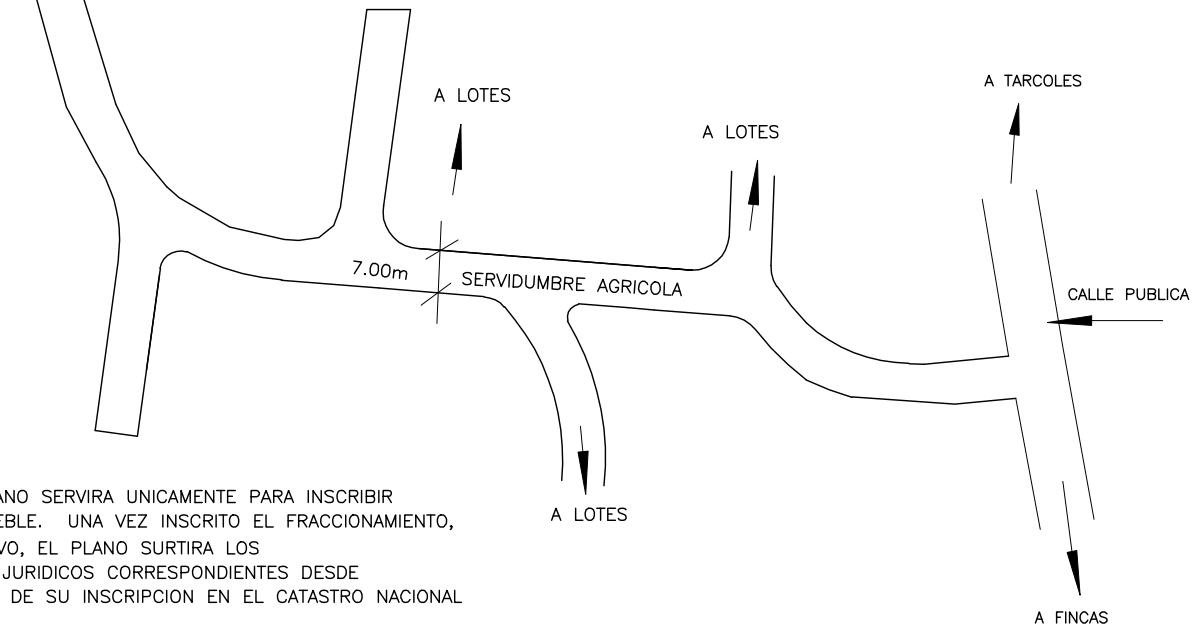 A TARCOLES
A LOTES
A LOTES
7.00m
SERVIDUMBRE AGRICOLA
CALLE PUBLICA
ANO SERVIRA UNICAMENTE PARA INSCRIBIR
EBLE. UNA VEZ INSCRITO EL FRACCIONAMIENTO,
VO, EL PLANO SURTIRA LOS
JURIDICOS CORRESPONDIENTES DESDE
DE SU INSCRIPCION EN EL CATASTRO NACIONAL
A LOTES
A FINCAS